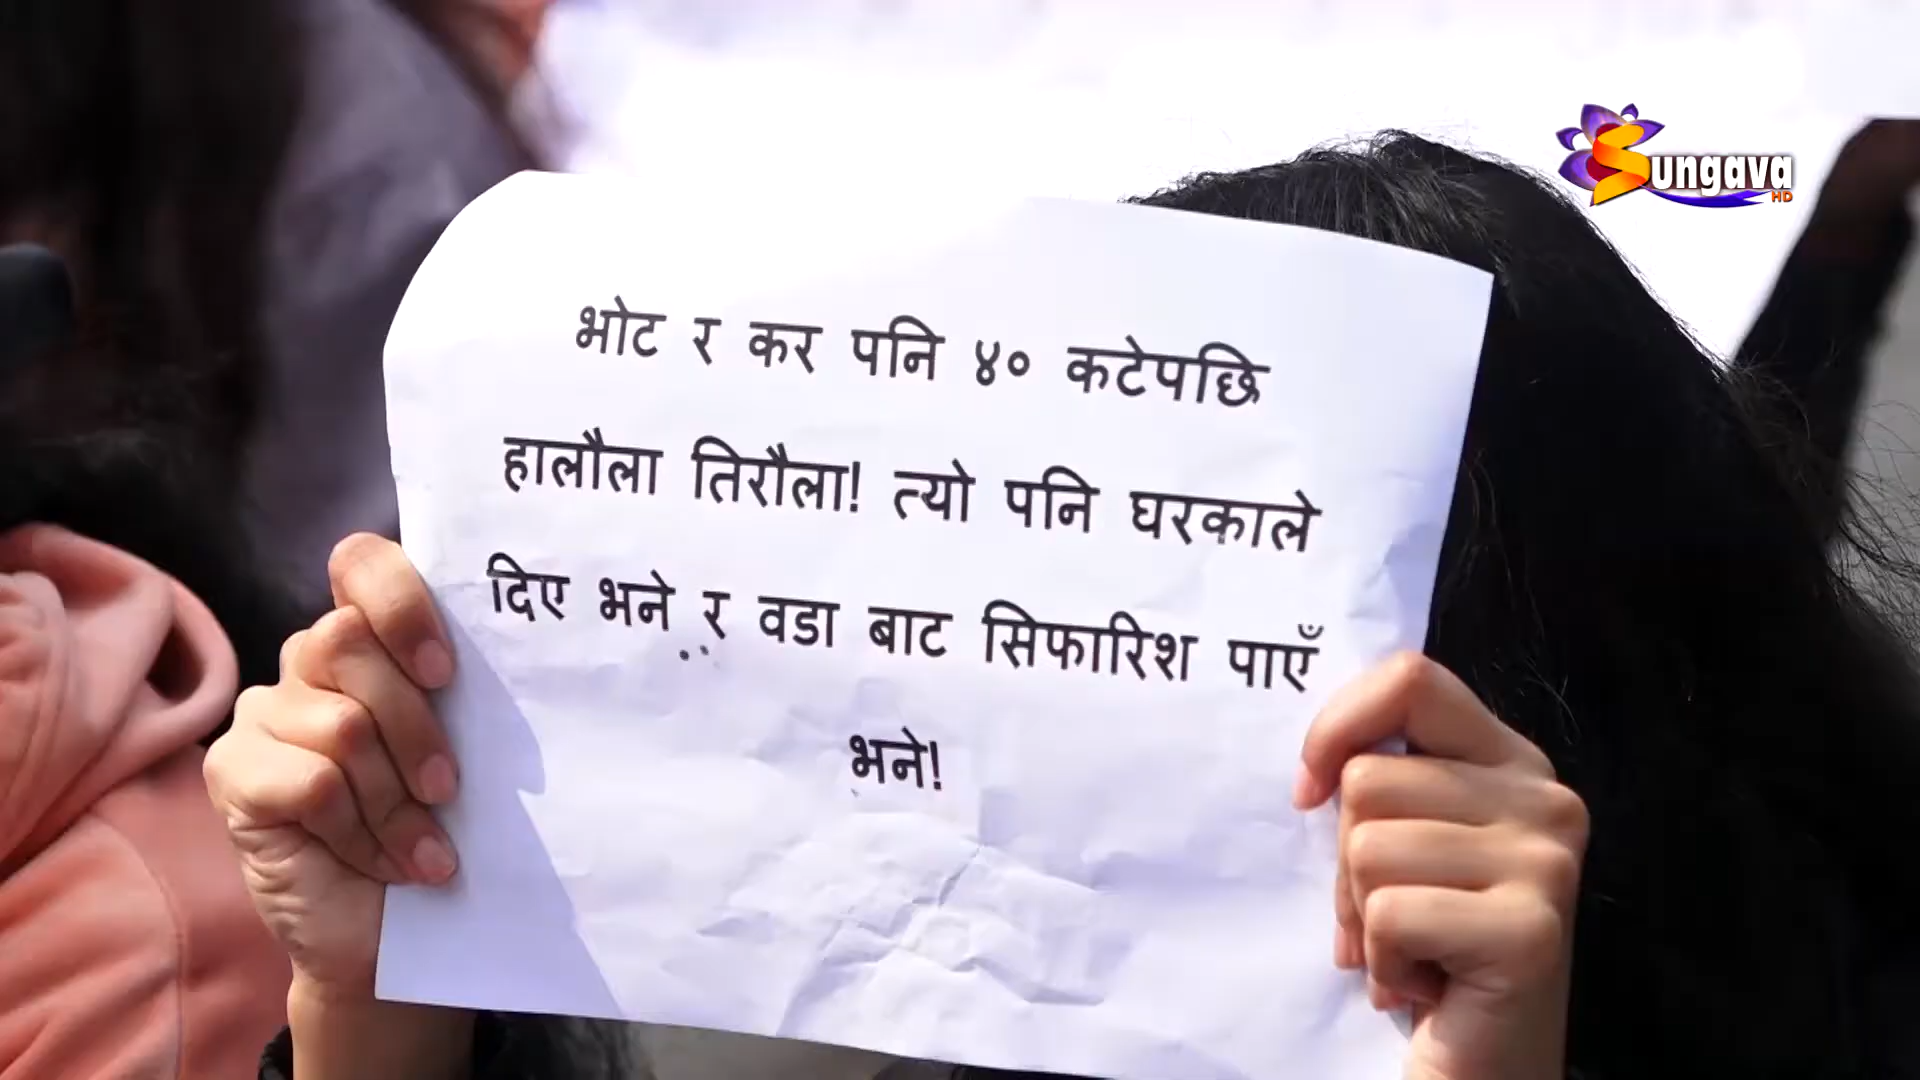 Sungava
HD
भोट र कर पनि ४० कटेपछि
हालौला तिरौला! त्यो पनि घरकाले
दिए भने र वडा बाट सिफारिश पाएँ
भने!